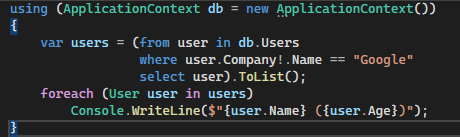 using (ApplicationContext db = new ApplicationContext())
{
    var users = (from user in db.Users
                 where user.Company!.Name == "Google"
                 select user).ToList();
    foreach (User user in users)
        Console.WriteLine($"{user.Name} ({user.Age})");
}